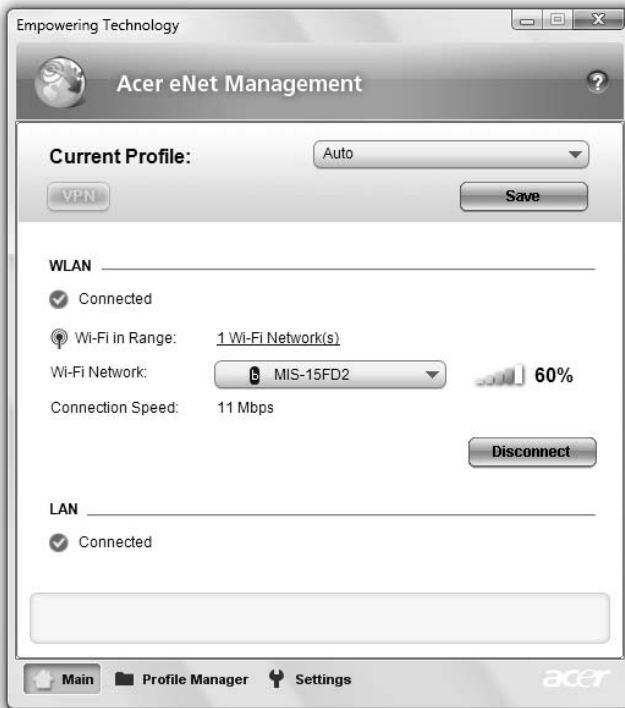 Empowering Technology
Acer eNet Management
?
Current Profile:
Auto
VPN
Save
WLAN
Connected
Wi-Fi in Range:
1 Wi-Fi Network(s)
Wi-Fi Network:
b MIS-15FD2
60%
Connection Speed:
11 Mbps
Disconnect
LAN
Connected
Main
Profile Manager
Settings
acer